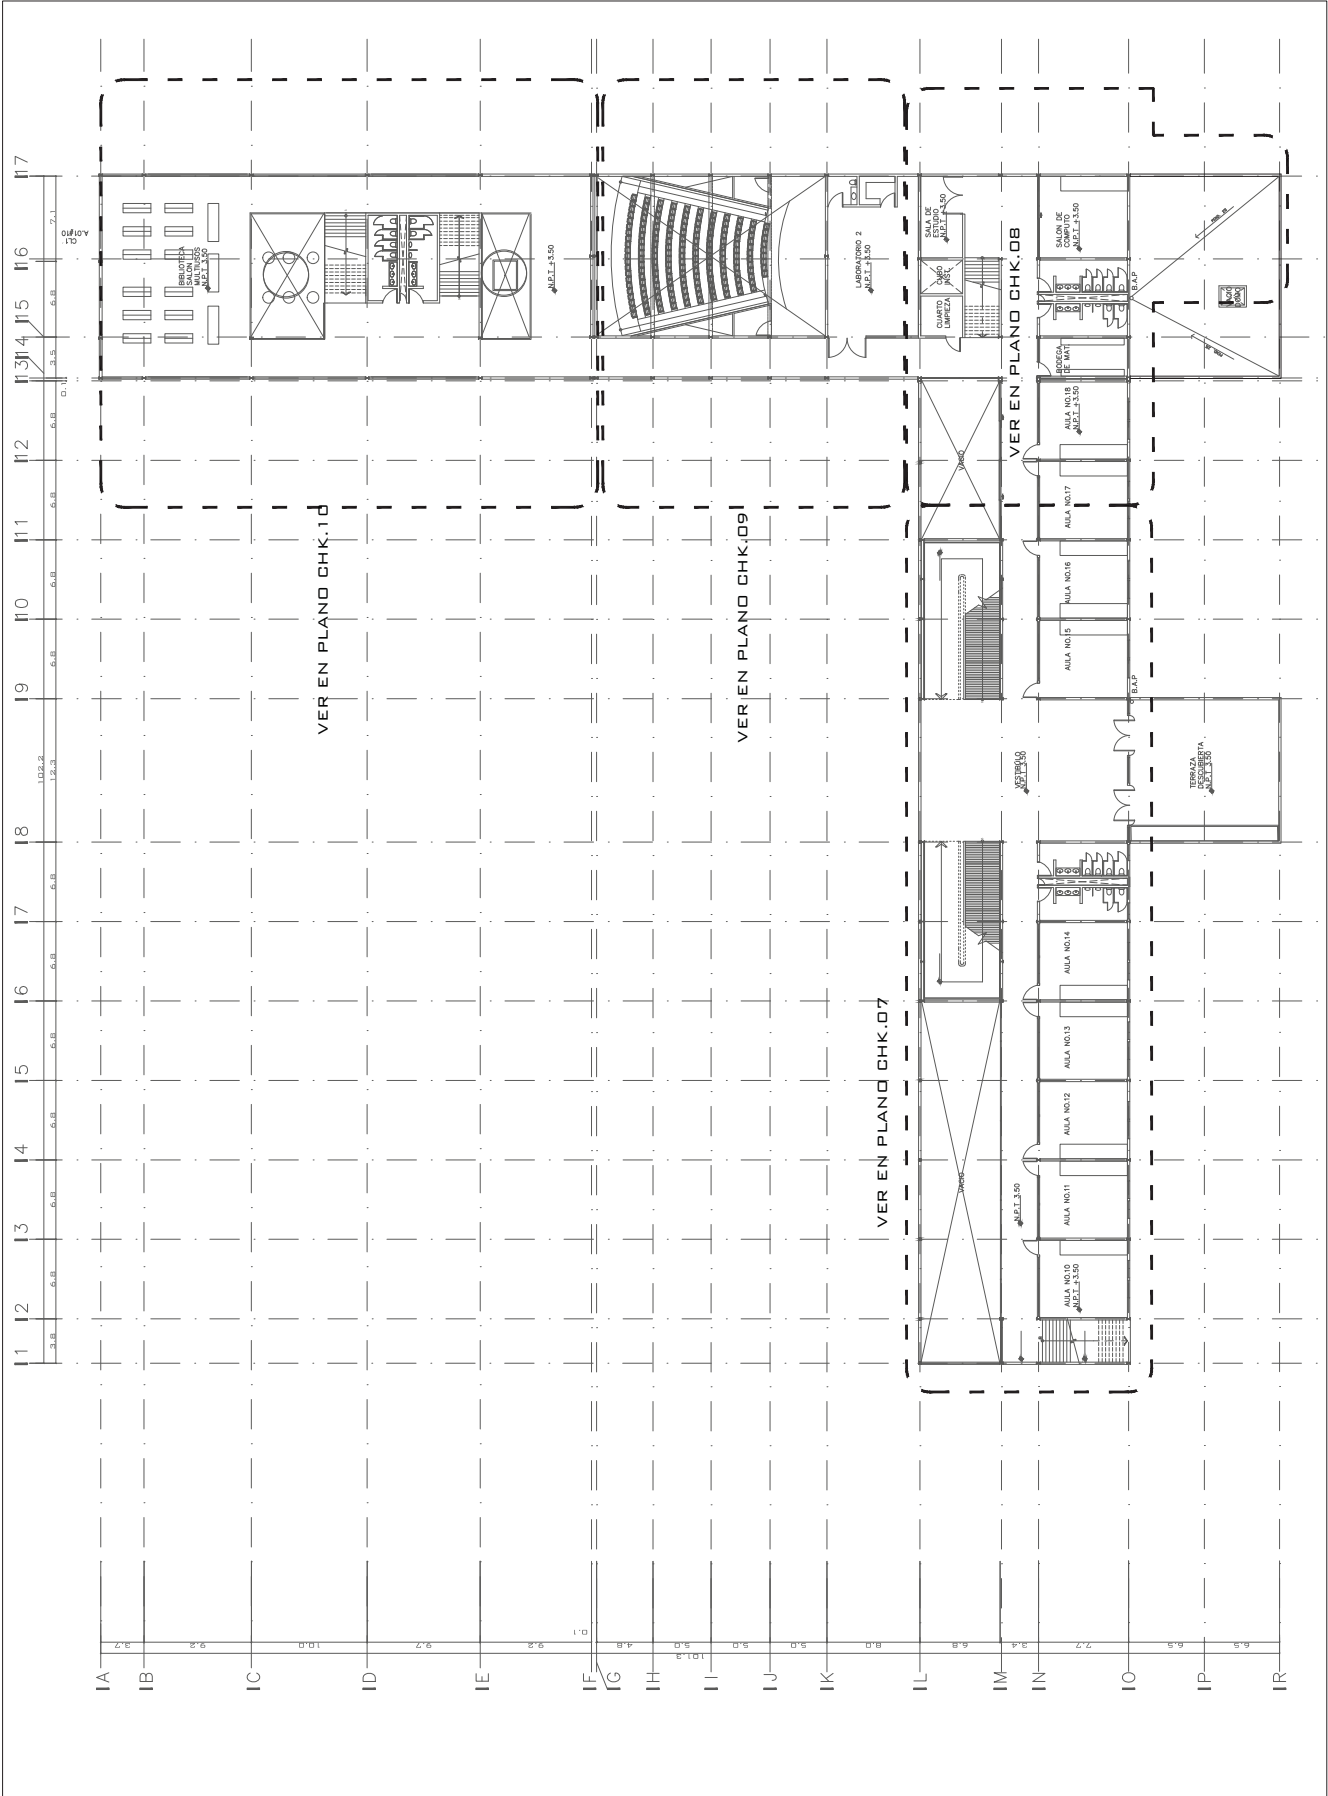 17
16
15
14
13
12
11
10
9
8
7
6
5
4
3
2
1
7.1
6.8
3.5
0.1
6.8
6.8
6.8
6.8
12.3
102.2
6.8
6.8
6.8
6.8
6.8
6.8
3.8
BIBLIOTECA
SALON
MULTIUSOS
N.P.T 3.50
N.P.T +3.50
LABORATORIO 2
N.P.T +3.50
SALA DE
ESTUDIO
N.P.T +3.50
CUBO
INST.
CUARTO
LIMPIEZA
SALON DE
COMPUTO
N.P.T +3.50
BODEGA
DE MAT.
B.A.P
VACIO
VER EN PLANO CHK.10
VER EN PLANO CHK.09
VER EN PLANO CHK.08
AULA NO.18
N.P.T +3.50
AULA NO.17
AULA NO.16
AULA NO.15
B.A.P
VESTIBULO
N.P.T 3.50
TERRAZA
DESCUBIERTA
N.P.T 3.50
AULA NO.14
AULA NO.13
AULA NO.12
AULA NO.11
AULA NO.10
N.P.T +3.50
N.P.T 3.50
VACIO
VER EN PLANO CHK.07
3.7
9.2
10.0
9.7
9.2
0.1
4.8
5.0
5.0
5.0
8.0
6.8
3.4
7.7
6.5
6.5
101.3
A
B
C
D
E
F
G
H
I
J
K
L
M
N
O
P
R